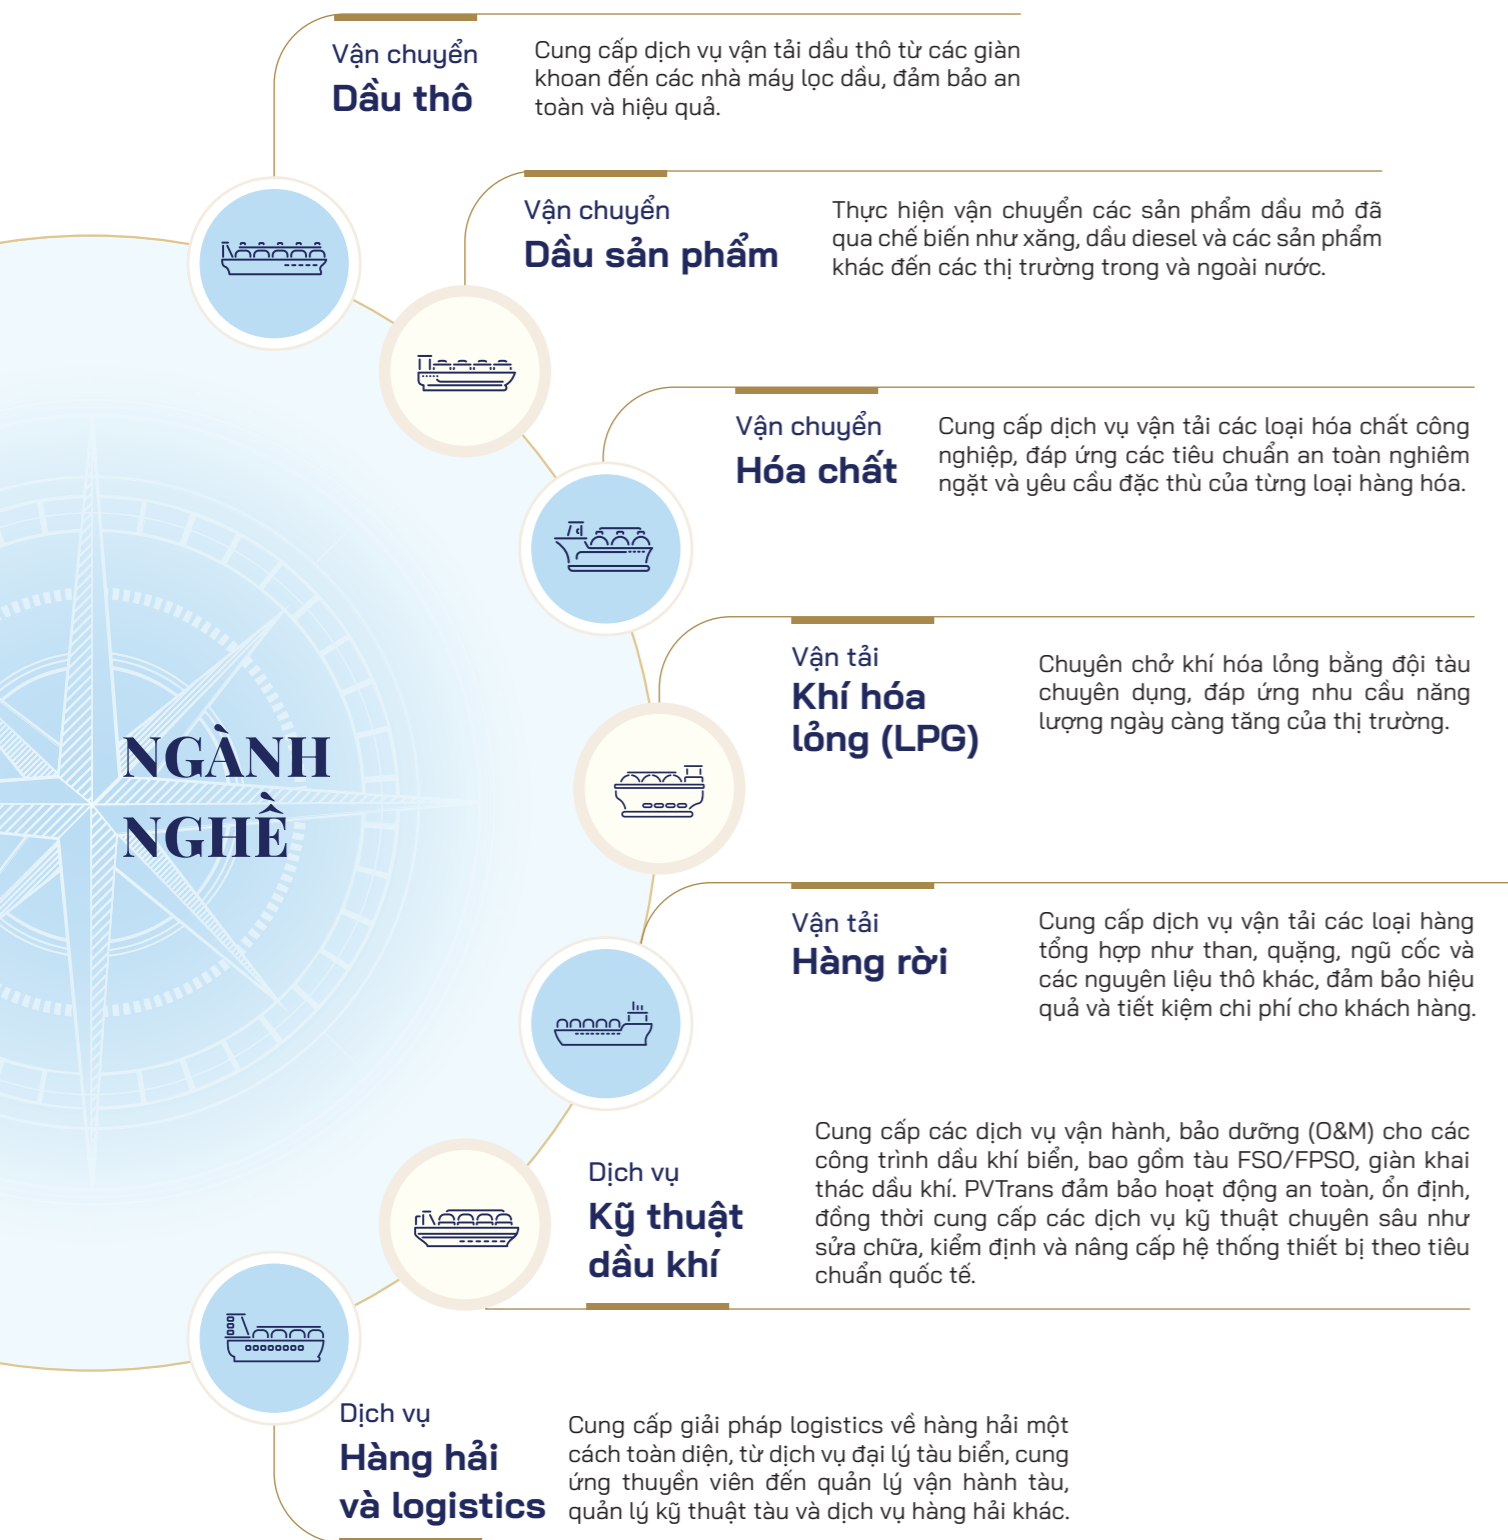 Vận chuyển
Dầu thô
Cung cấp dịch vụ vận tải dầu thô từ các giàn
khoan đến các nhà máy lọc dầu, đảm bảo an
toàn và hiệu quả.
Vận chuyển
Dầu sản phẩm
Thực hiện vận chuyển các sản phẩm dầu mỏ đã
qua chế biến như xăng, dầu diesel và các sản phẩm
khác đến các thị trường trong và ngoài nước.
Vận chuyển
Hóa chất
Cung cấp dịch vụ vận tải các loại hóa chất công
nghiệp, đáp ứng các tiêu chuẩn an toàn nghiêm
ngặt và yêu cầu đặc thù của từng loại hàng hóa.
Vận tải
Khí hóa
lỏng (LPG)
Chuyên chở khí hóa lỏng bằng đội tàu
chuyên dụng, đáp ứng nhu cầu năng
lượng ngày càng tăng của thị trường.
NGÀNH
NGHỀ
Vận tải
Hàng rời
Cung cấp dịch vụ vận tải các loại hàng
tổng hợp như than, quặng, ngũ cốc và
các nguyên liệu thô khác, đảm bảo hiệu
quả và tiết kiệm chi phí cho khách hàng.
Dịch vụ
Kỹ thuật
dầu khí
Cung cấp các dịch vụ vận hành, bảo dưỡng (O&M) cho các
công trình dầu khí biển, bao gồm tàu FSO/FPSO, giàn khai
thác dầu khí. PVTrans đảm bảo hoạt động an toàn, ổn định,
đồng thời cung cấp các dịch vụ kỹ thuật chuyên sâu như
sửa chữa, kiểm định và nâng cấp hệ thống thiết bị theo tiêu
chuẩn quốc tế.
Dịch vụ
Hàng hải
và logistics
Cung cấp giải pháp logistics về hàng hải một
cách toàn diện, từ dịch vụ đại lý tàu biển, cung
ứng thuyền viên đến quản lý vận hành tàu,
quản lý kỹ thuật tàu và dịch vụ hàng hải khác.